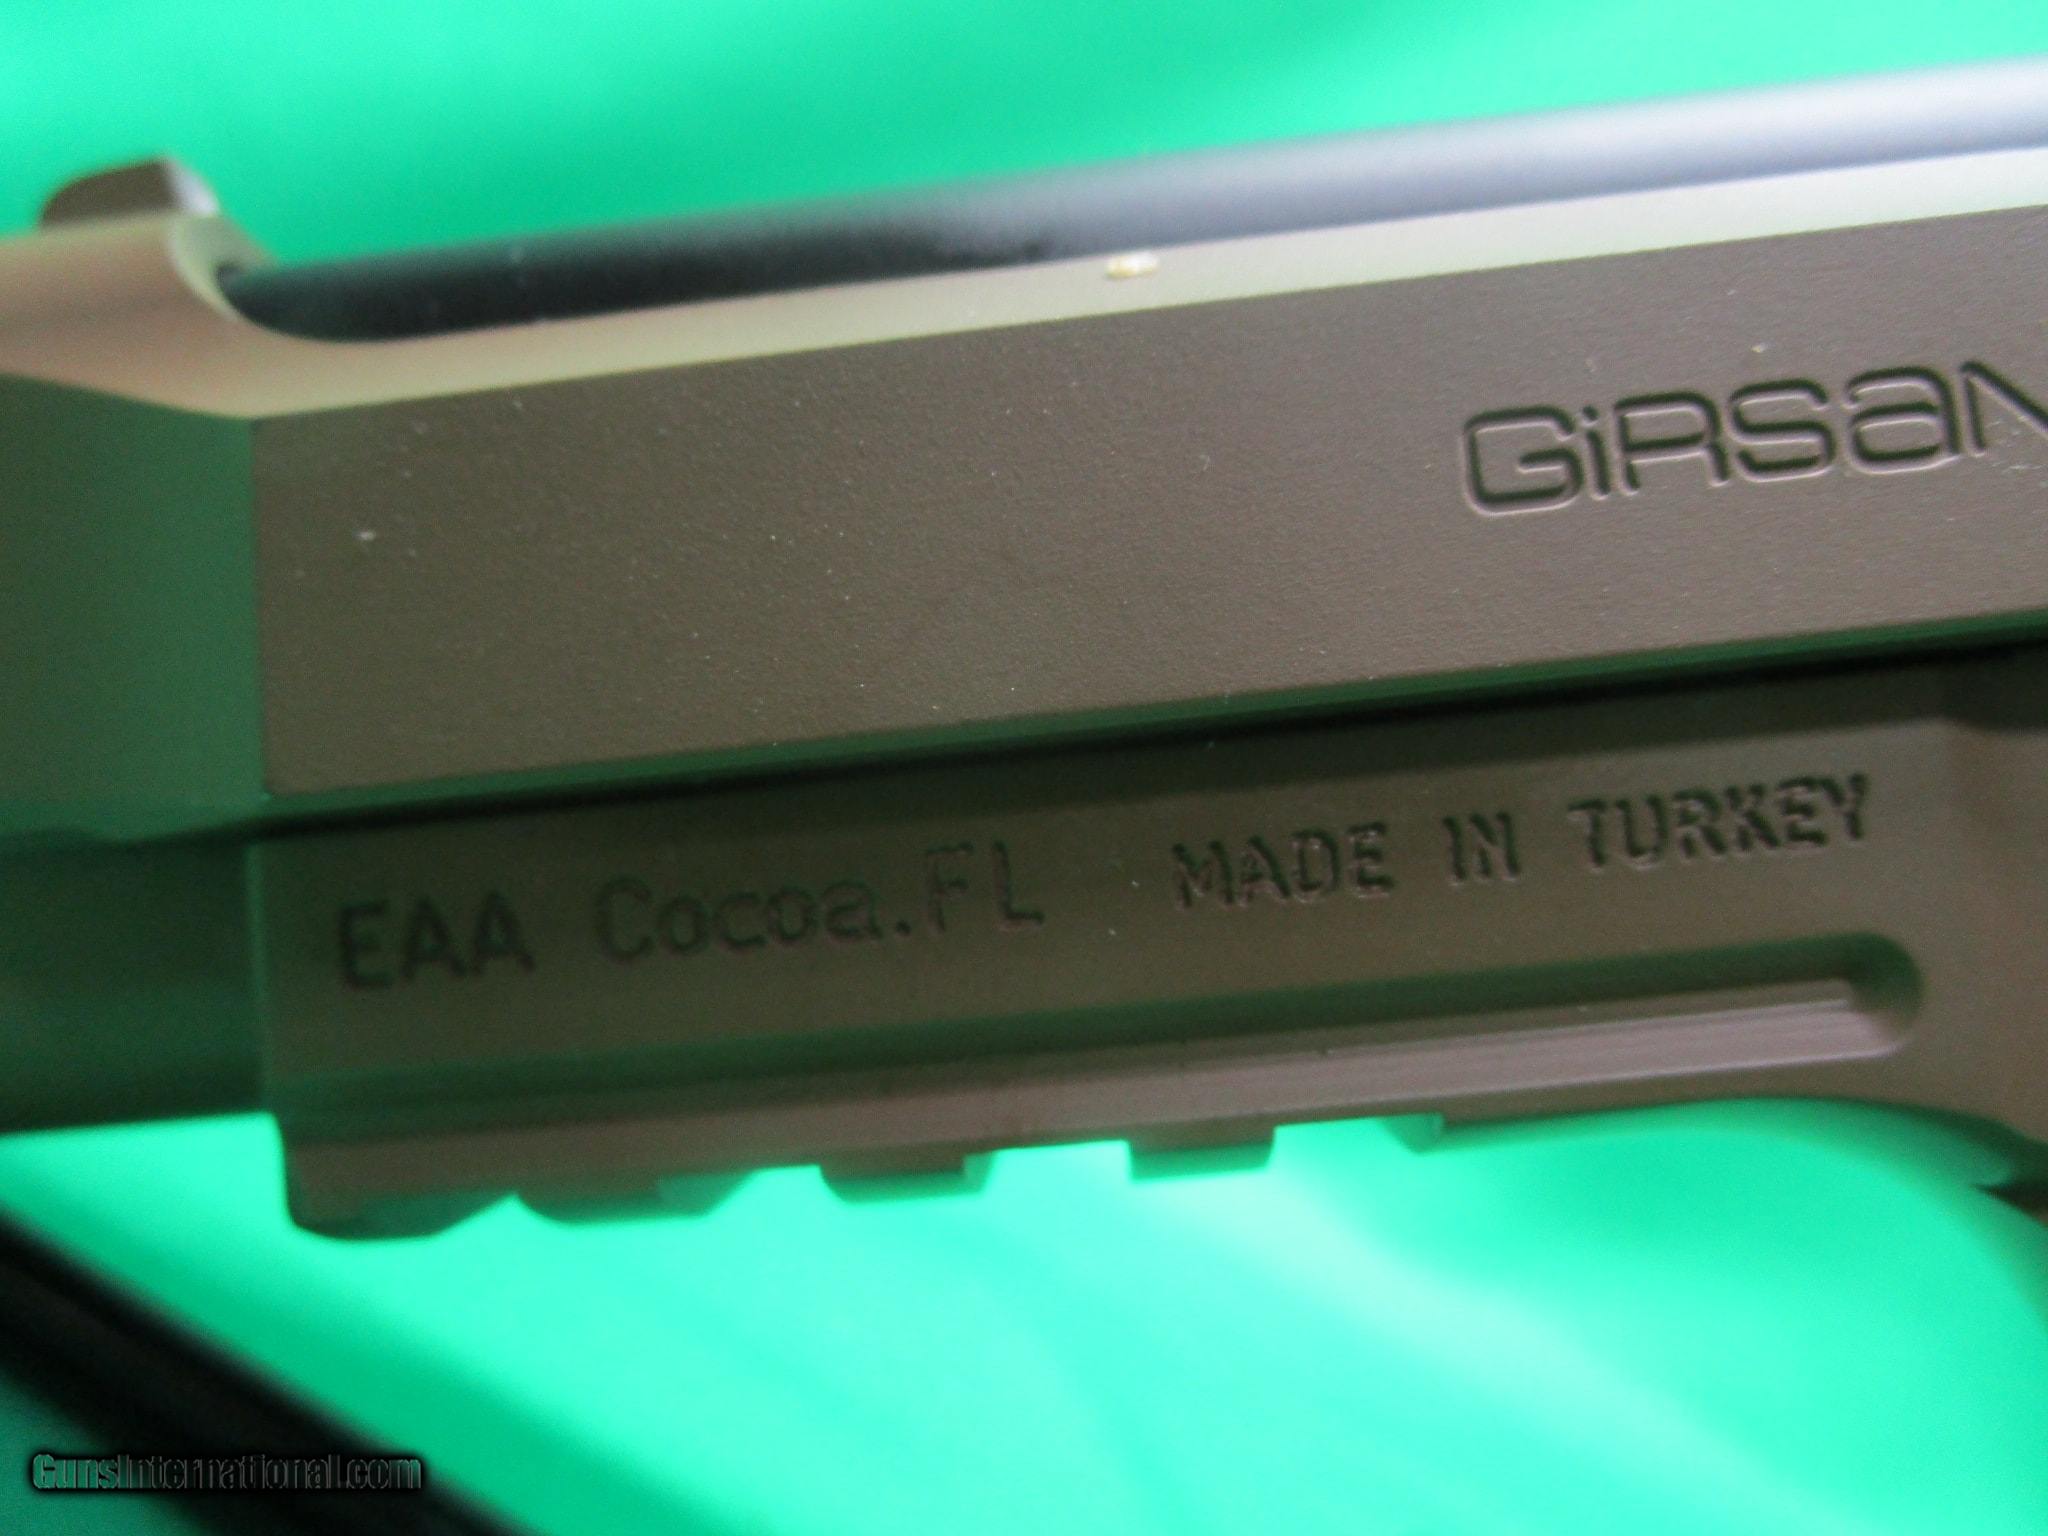 GiRSaN
EAA Cocoa.FL MADE IN TURKEY
GunsInternational.com